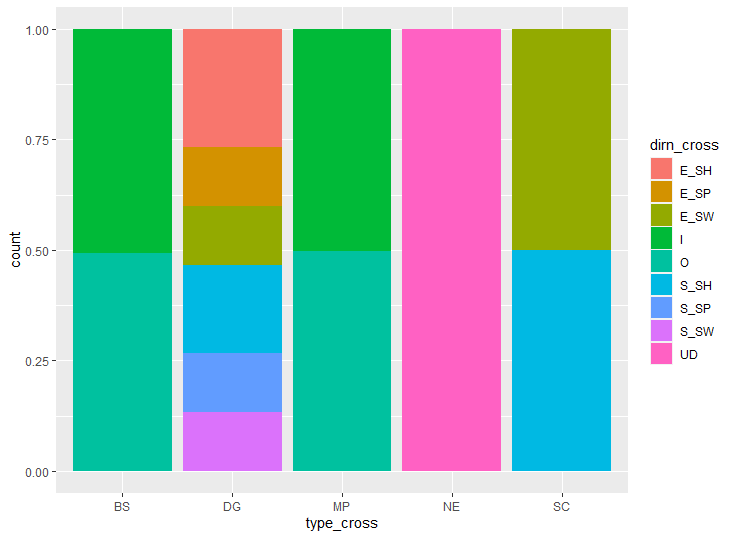 1.00
0.75
0.50
0.25
0.00
count
BS DG MP NE SC
type_cross
dirn_cross
E_SH
E_SP
E_SW
I
O
S_SH
S_SP
S_SW
UD